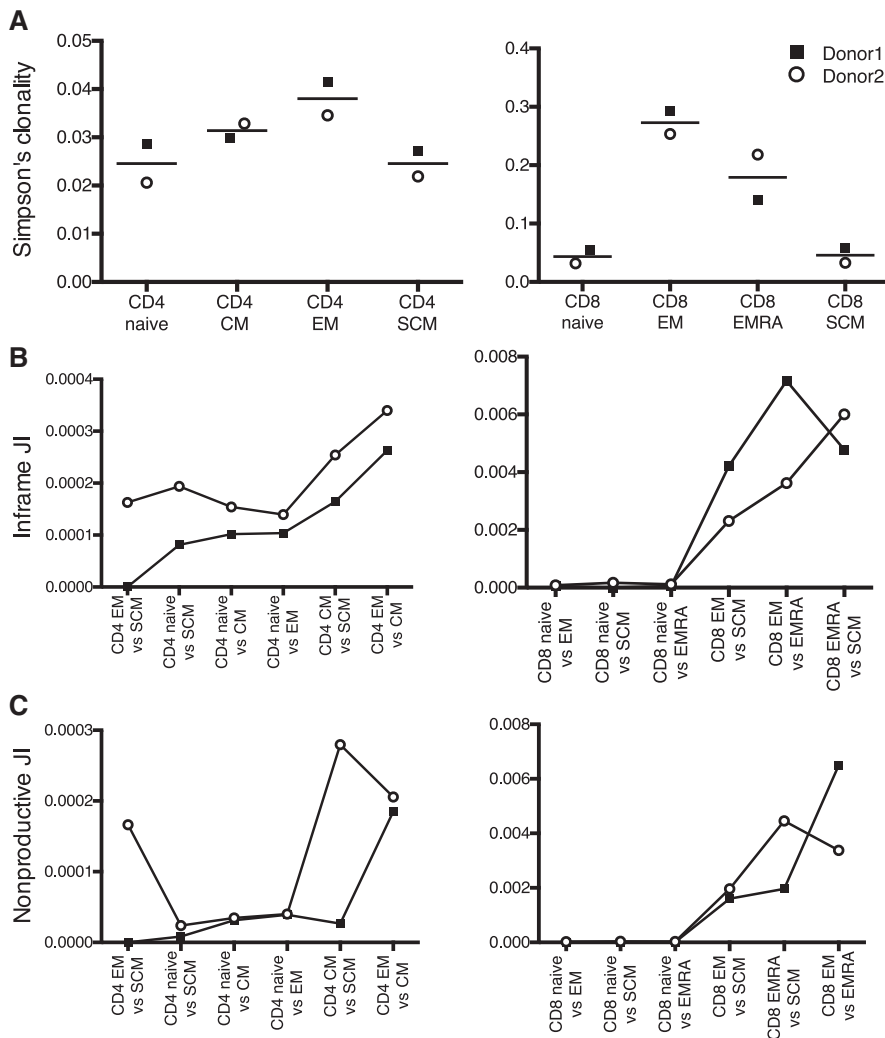 A
Simpson's clonality
0.05
0.04
0.03
0.02
0.01
0.00
CD4 naive
CD4 CM
CD4 EM
CD4 SCM
0.4
0.3
0.2
0.1
0.0
CD8 naive
CD8 EM
CD8 EMRA
CD8 SCM
Donor1
Donor2
B
Inframe JI
0.0004
0.0003
0.0002
0.0001
0.0000
CD4 EM vs SCM
CD4 naive vs SCM
CD4 naive vs CM
CD4 naive vs EM
CD4 CM vs SCM
CD4 EM vs CM
0.008
0.006
0.004
0.002
0.000
CD8 naive vs EM
CD8 naive vs SCM
CD8 naive vs EMRA
CD8 EM vs SCM
CD8 EM vs EMRA
CD8 EMRA vs SCM
C
Nonproductive JI
0.0003
0.0002
0.0001
0.0000
CD4 EM vs SCM
CD4 naive vs SCM
CD4 naive vs CM
CD4 naive vs EM
CD4 CM vs SCM
CD4 EM vs CM
0.008
0.006
0.004
0.002
0.000
CD8 naive vs EM
CD8 naive vs SCM
CD8 naive vs EMRA
CD8 EM vs SCM
CD8 EMRA vs SCM
CD8 EM vs EMRA